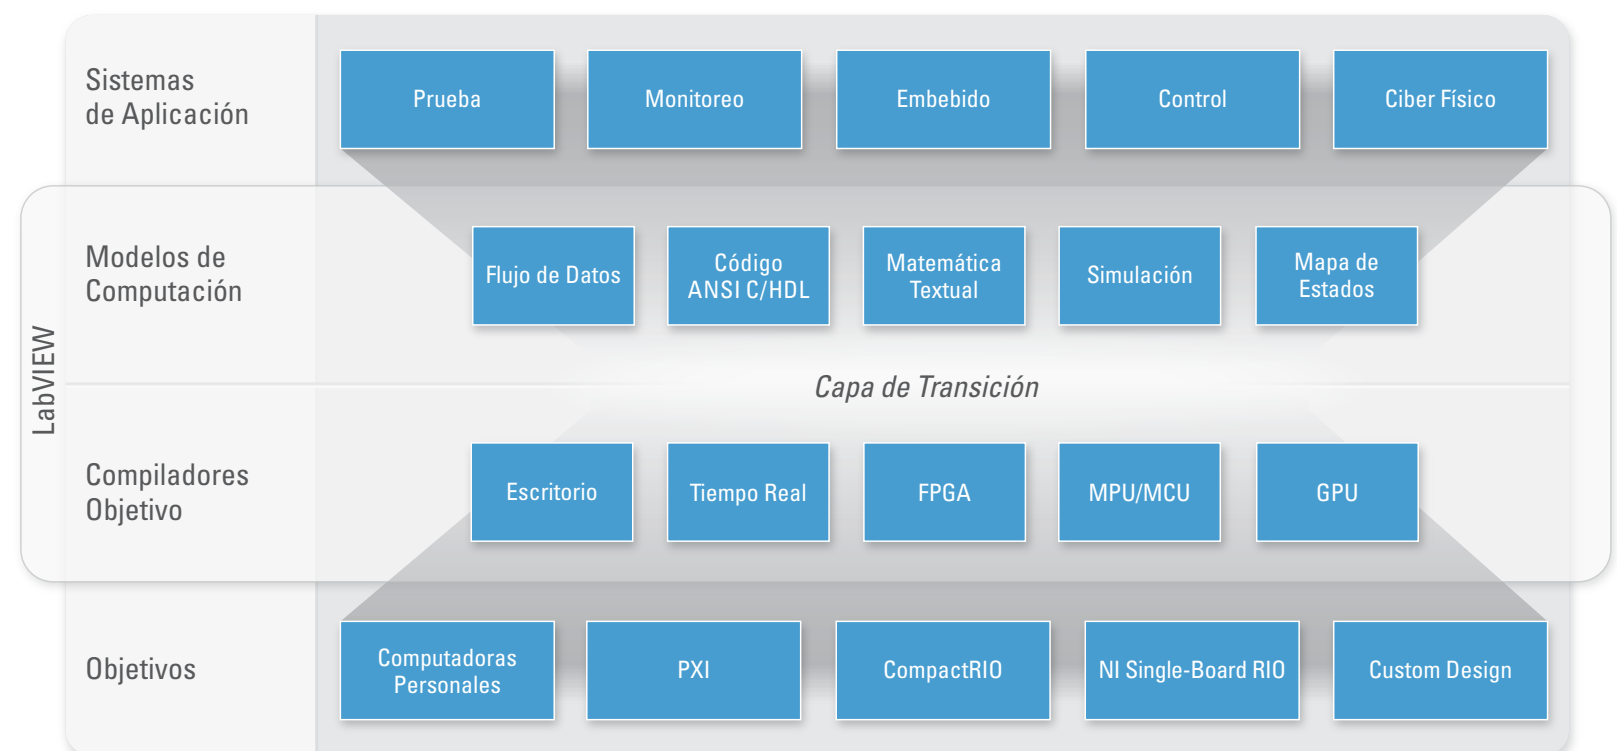 Sistemas
de Aplicación
Prueba
Monitoreo
Embebido
Control
Ciber Físico
LabVIEW
Modelos de
Computación
Flujo de Datos
Código
ANSI C/HDL
Matemática
Textual
Simulación
Mapa de
Estados
Capa de Transición
Compiladores
Objetivo
Escritorio
Tiempo Real
FPGA
MPU/MCU
GPU
Objetivos
Computadoras
Personales
PXI
CompactRIO
NI Single-Board RIO
Custom Design